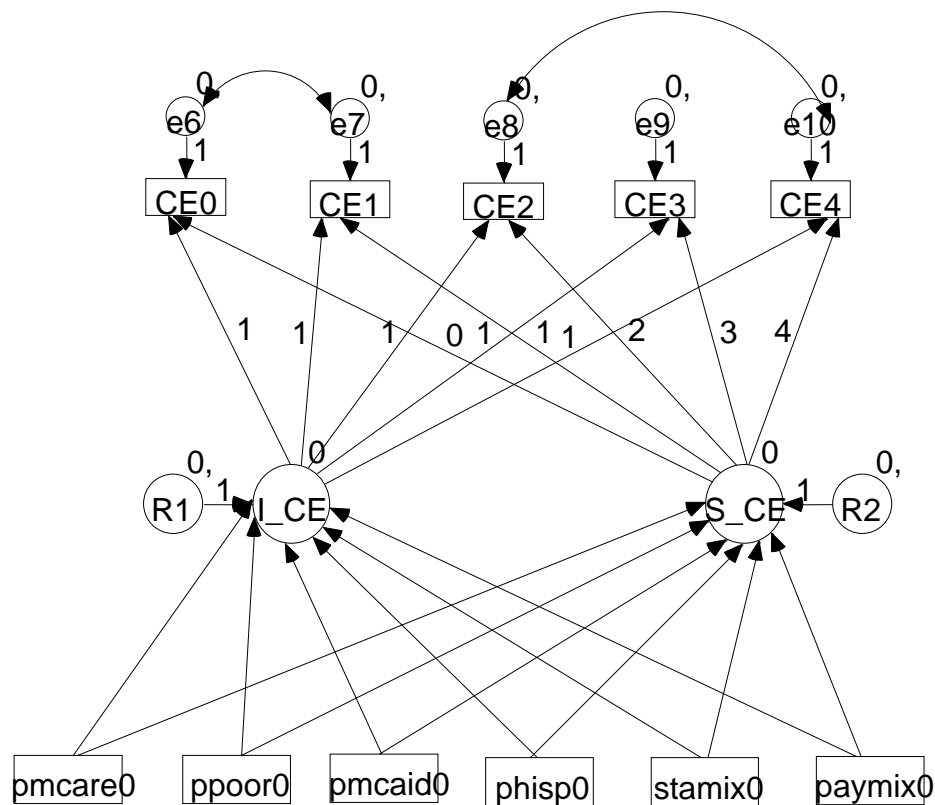 0, 0, 0, 0, 0,
e6 e7 e8 e9 e10
1 1 1 1 1
CE0 CE1 CE2 CE3 CE4
1 1 1 0 1 1 1 2 3 4
0 0
0, 0,
1 1
R1 I_CE S_CE R2
pmcare0 ppoor0 pmcaid0 phisp0 stamix0 paymix0